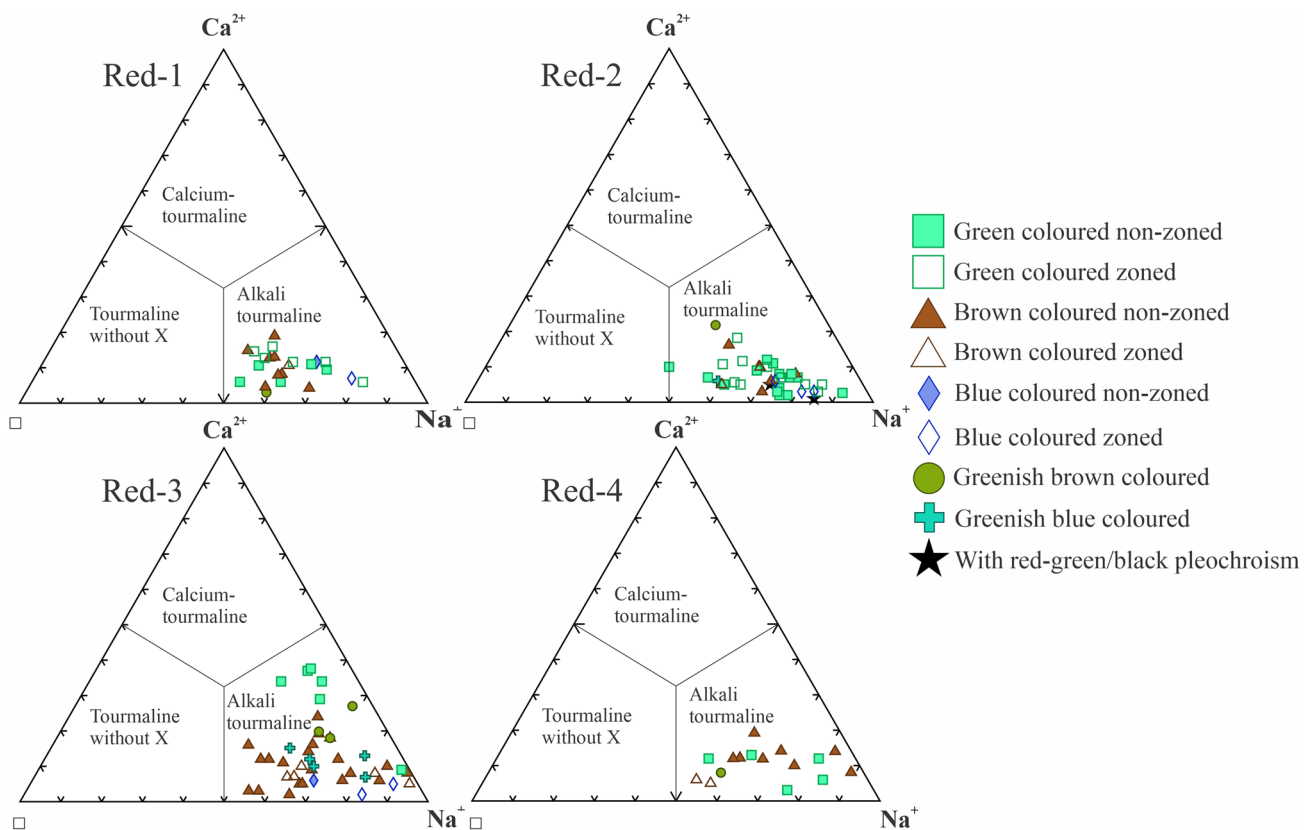 Ca2+
Red-1
Calcium-
tourmaline
Tourmaline
without X
Alkali
tourmaline
□
Na+
Ca2+
Red-2
Calcium-
tourmaline
Tourmaline
without X
Alkali
tourmaline
□
Na+
Ca2+
Red-3
Calcium-
tourmaline
Tourmaline
without X
Alkali
tourmaline
□
Na+
Ca2+
Red-4
Calcium-
tourmaline
Tourmaline
without X
Alkali
tourmaline
□
Na+
Green coloured non-zoned
Green coloured zoned
Brown coloured non-zoned
Brown coloured zoned
Blue coloured non-zoned
Blue coloured zoned
Greenish brown coloured
Greenish blue coloured
With red-green/black pleochroism